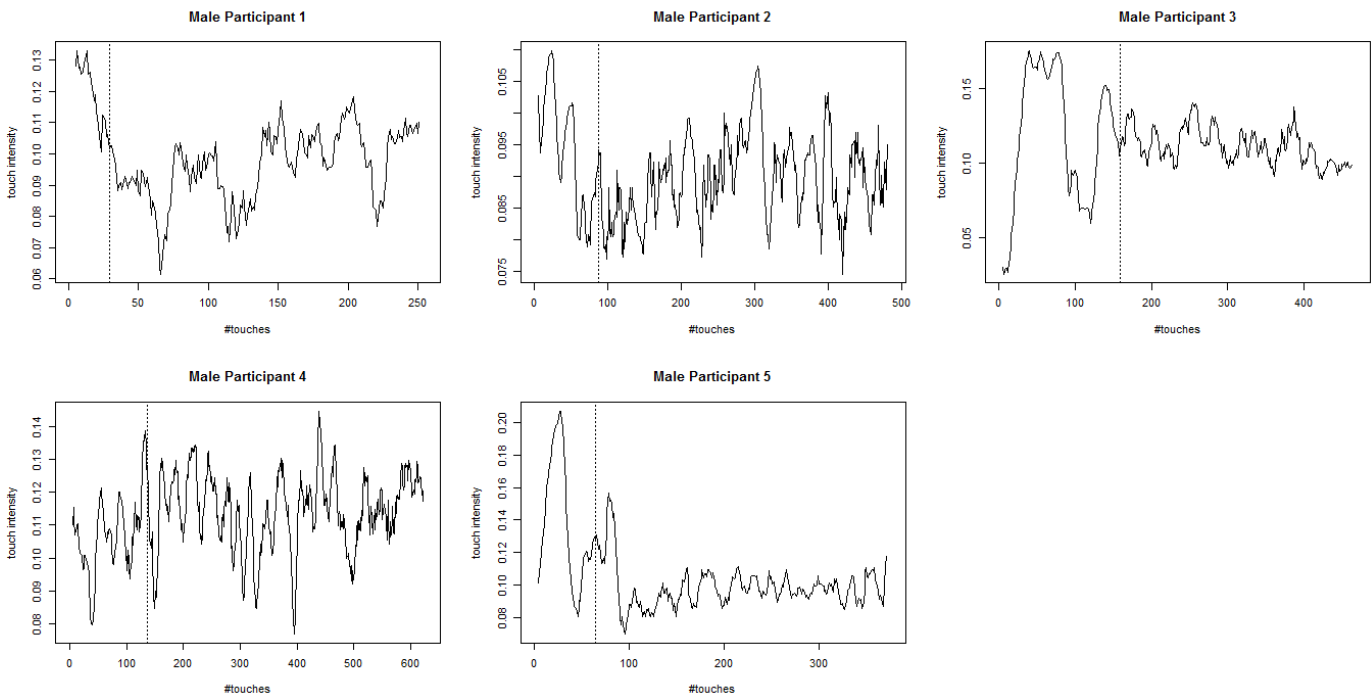 Male Participant 1
touch intensity
0.13
0.12
0.11
0.10
0.09
0.08
0.07
0.06
0 50 100 150 200 250
#touches
Male Participant 2
touch intensity
0.105
0.095
0.085
0.075
0 100 200 300 400 500
#touches
Male Participant 3
touch intensity
0.15
0.10
0.05
0 100 200 300 400
#touches
Male Participant 4
touch intensity
0.14
0.13
0.12
0.11
0.10
0.09
0.08
0 100 200 300 400 500 600
#touches
Male Participant 5
touch intensity
0.20
0.18
0.16
0.14
0.12
0.10
0.08
0 100 200 300
#touches